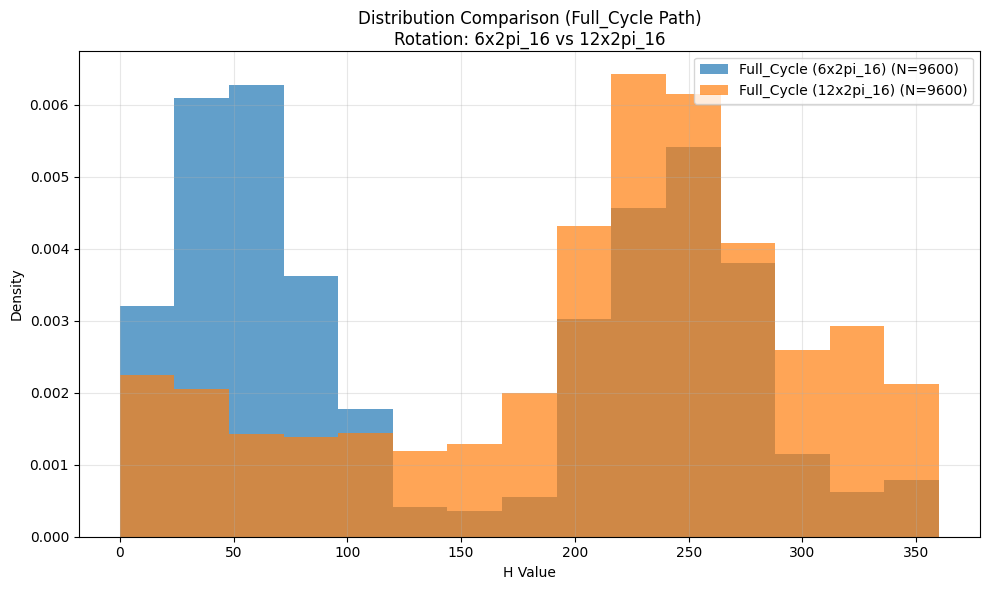 Distribution Comparison (Full_Cycle Path)
Rotation: 6x2pi_16 vs 12x2pi_16
Full_Cycle (6x2pi_16) (N=9600)
Full_Cycle (12x2pi_16) (N=9600)
Density
0.006
0.005
0.004
0.003
0.002
0.001
0.000
0 50 100 150 200 250 300 350
H Value